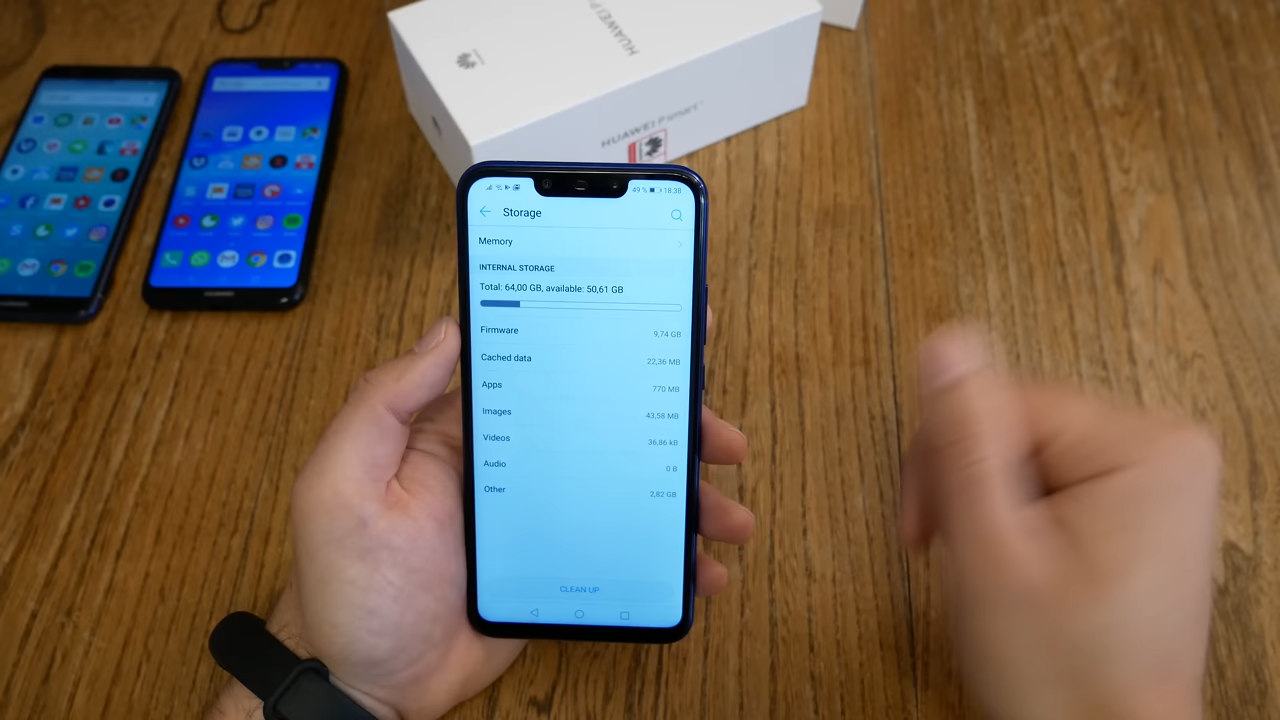 HUAWEI P
HUAWEI P smart+
HUAWEI
49 % 18:38
Storage
Memory
INTERNAL STORAGE
Total: 64,00 GB, available: 50,61 GB
Firmware 9,74 GB
Cached data 22,36 MB
Apps 770 MB
Images 43,58 MB
Videos 36,86 kB
Audio 0 B
Other 2,82 GB
CLEAN UP